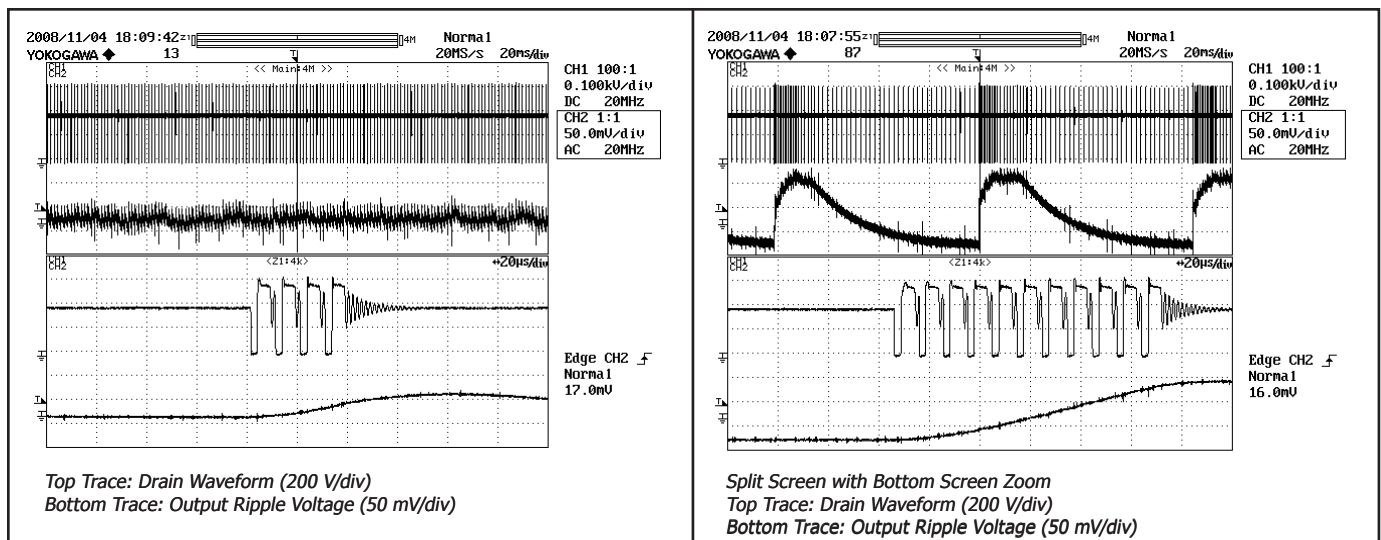 2008/11/04 18:09:42 Z1 4M Normal
YOKOGAWA ◆ 13 T 20MS/s 20ms/div
CH1
CH2
<< Main:4M >>
CH1 100:1
0.100kV/div
DC 20MHz
CH2 1:1
50.0mV/div
AC 20MHz
T
CH1
CH2
<Z1:4k>
20µs/div
Edge CH2
Normal
17.0mV
T
Top Trace: Drain Waveform (200 V/div)
Bottom Trace: Output Ripple Voltage (50 mV/div)
2008/11/04 18:07:55 Z1 4M Normal
YOKOGAWA ◆ 87 T 20MS/s 20ms/div
CH1
CH2
<< Main:4M >>
CH1 100:1
0.100kV/div
DC 20MHz
CH2 1:1
50.0mV/div
AC 20MHz
T
CH1
CH2
<Z1:4k>
20µs/div
Edge CH2
Normal
16.0mV
T
Split Screen with Bottom Screen Zoom
Top Trace: Drain Waveform (200 V/div)
Bottom Trace: Output Ripple Voltage (50 mV/div)